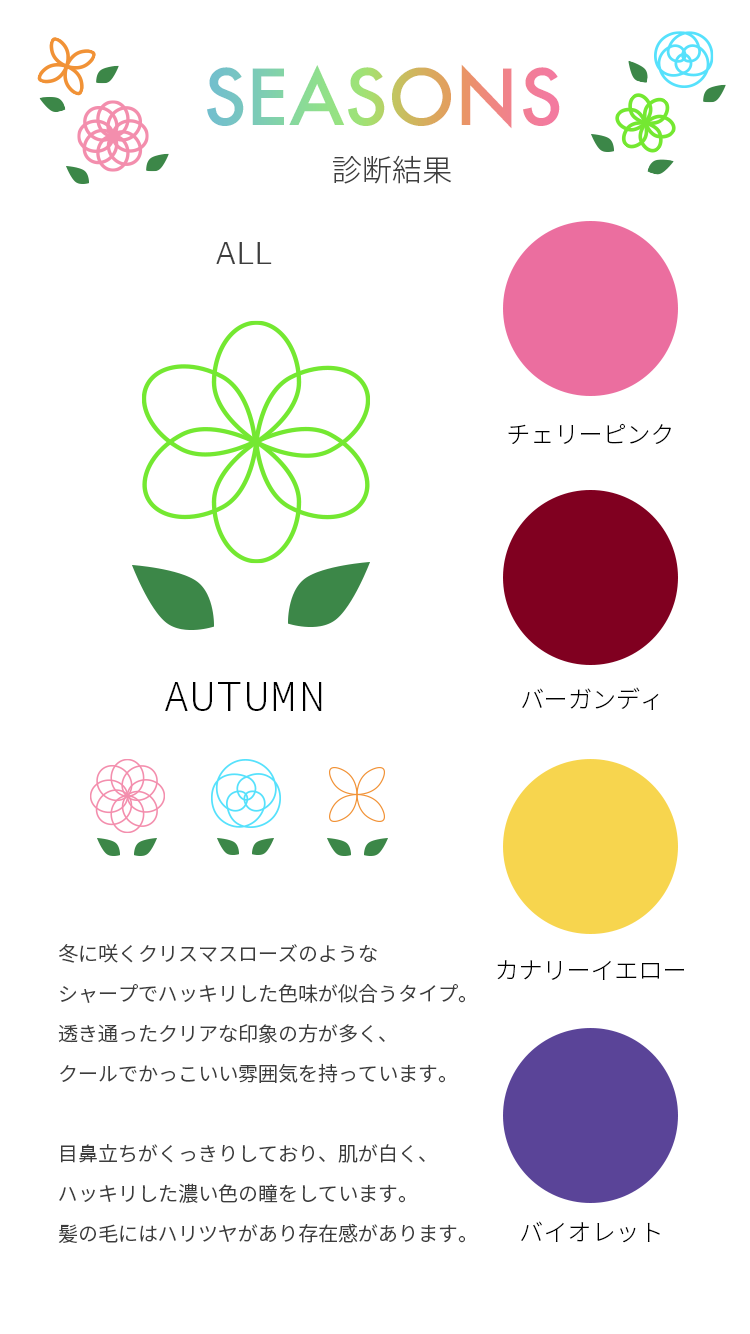 SEASONS
診断結果
ALL
AUTUMN
冬に咲くクリスマスローズのような
シャープでハッキリした色味が似合うタイプ。
透き通ったクリアな印象の方が多く、
クールでかっこいい雰囲気を持っています。
目鼻立ちがくっきりしており、肌が白く、
ハッキリした濃い色の瞳をしています。
髪の毛にはハリツヤがあり存在感があります。
チェリーピンク
バーガンディ
カナリーイエロー
バイオレット